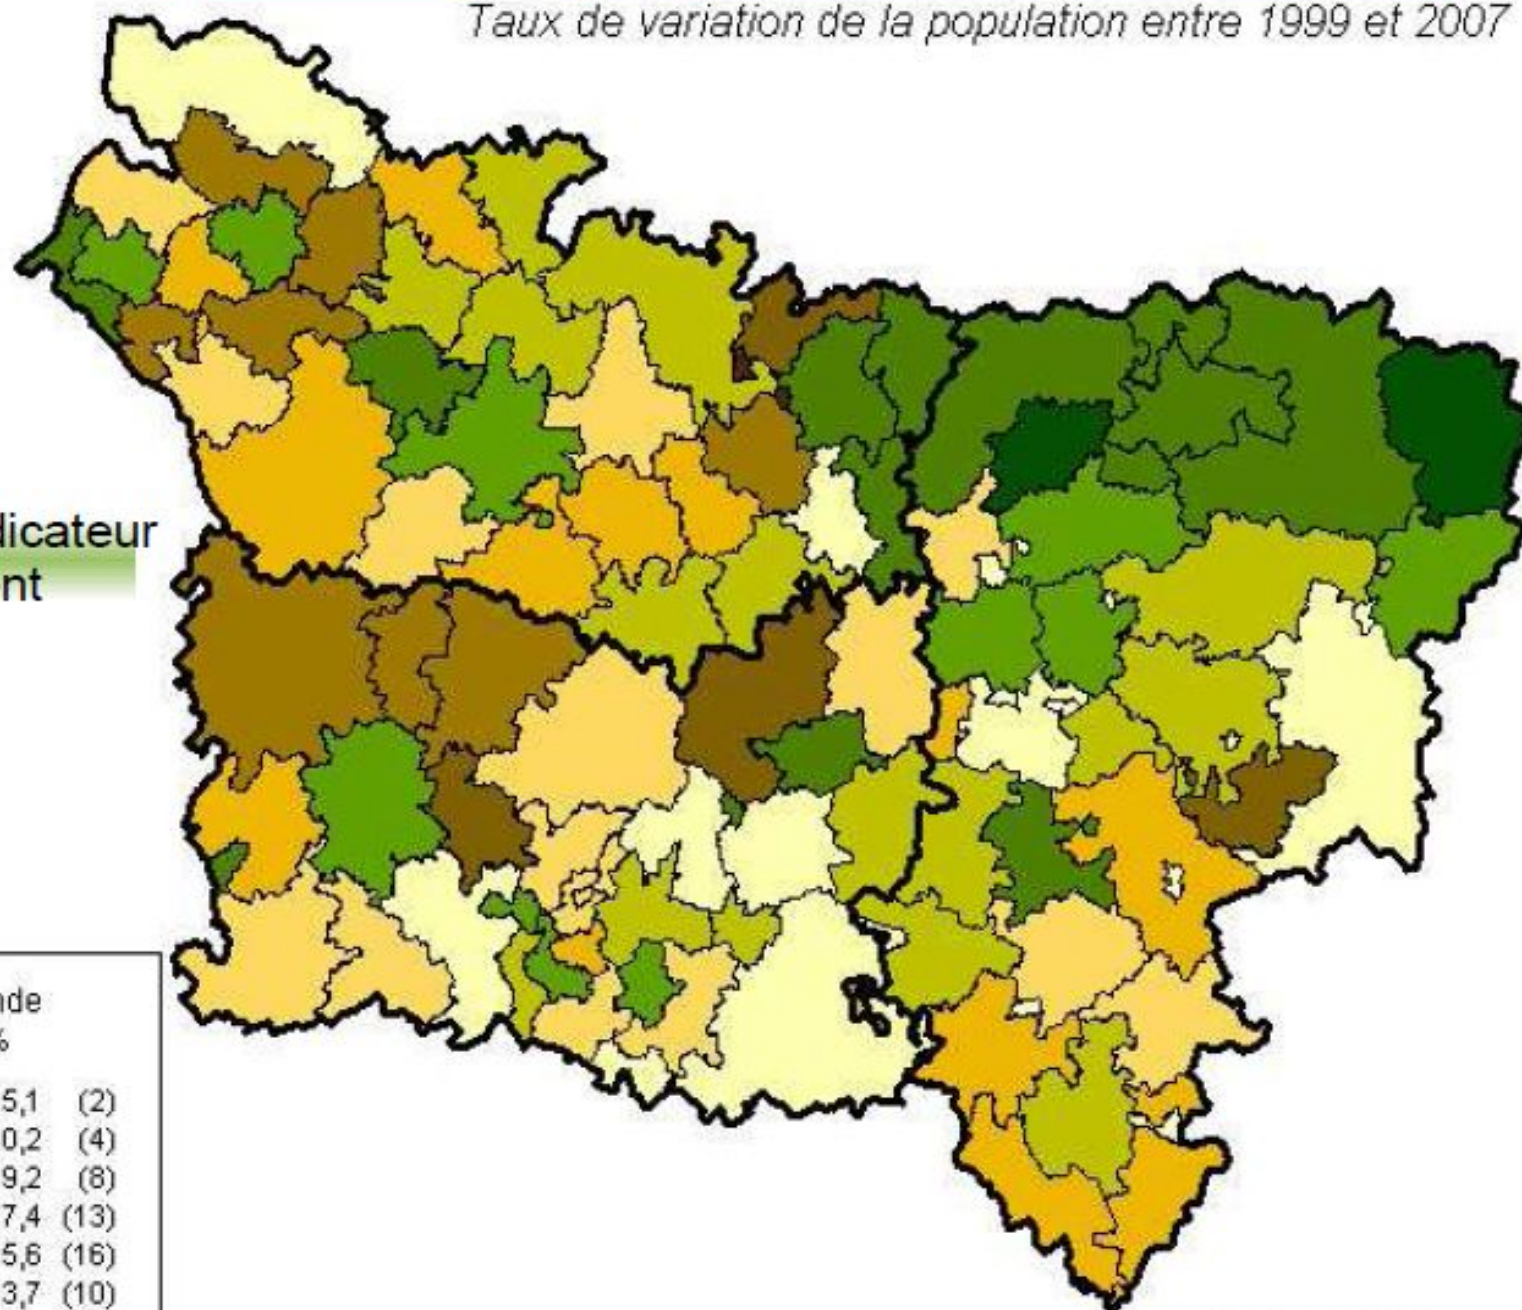 Taux de variation de la population entre 1999 et 2007
dicateur
nt
nde
%
5,1 (2)
0,2 (4)
9,2 (8)
7,4 (13)
5,6 (16)
3,7 (10)